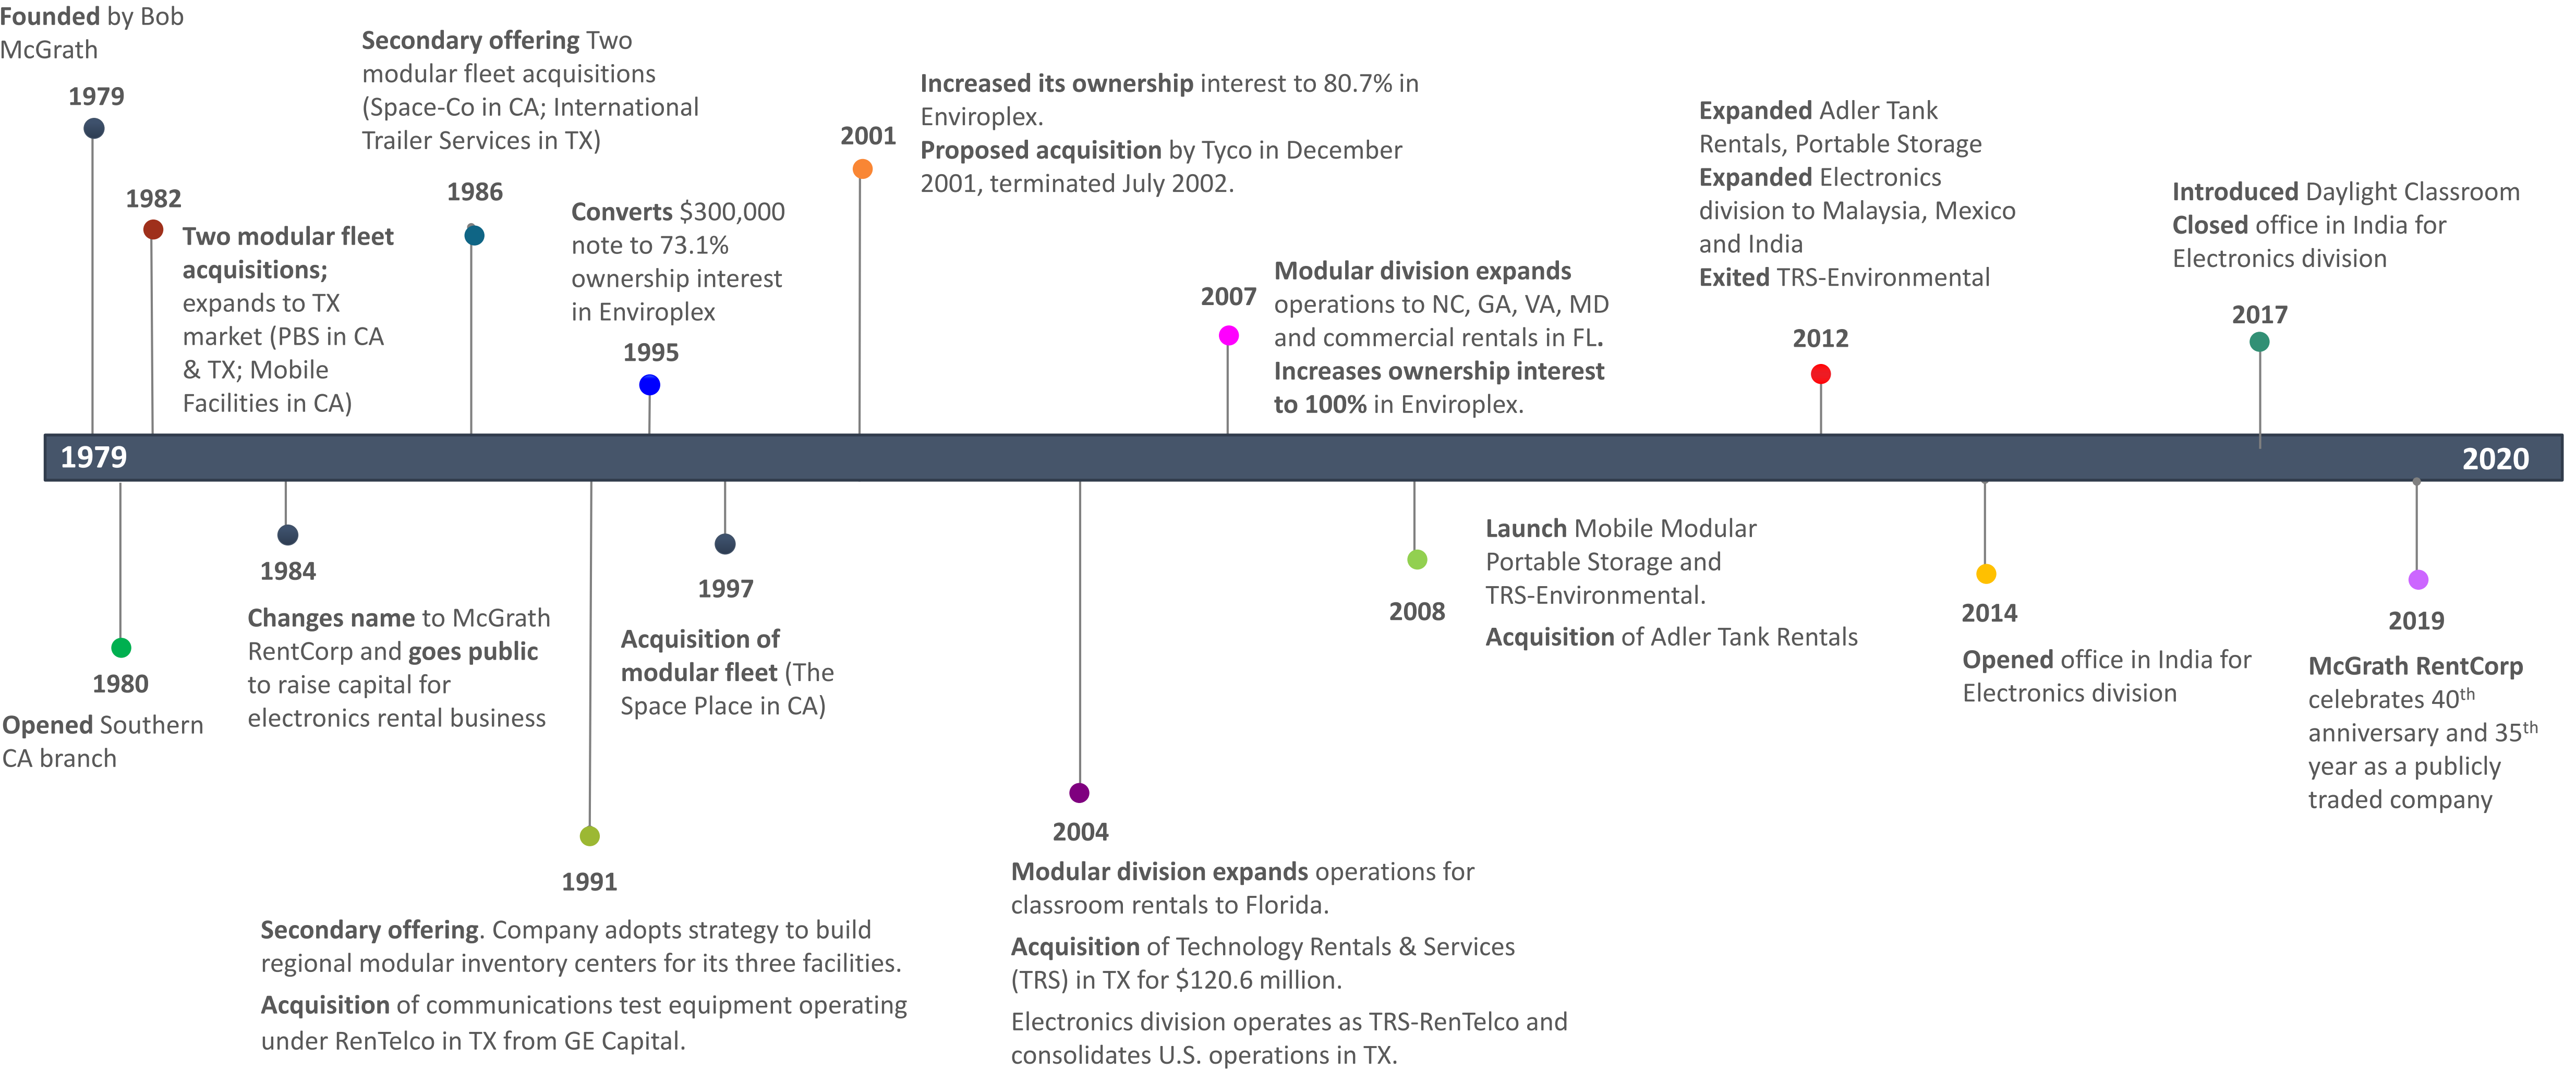 Founded by Bob
McGrath
1979
1982
Two modular fleet
acquisitions;
expands to TX
market (PBS in CA
& TX; Mobile
Facilities in CA)
Secondary offering Two
modular fleet acquisitions
(Space-Co in CA; International
Trailer Services in TX)
1986
Converts $300,000
note to 73.1%
ownership interest
in Enviroplex
1995
2001
Increased its ownership interest to 80.7% in
Enviroplex.
Proposed acquisition by Tyco in December
2001, terminated July 2002.
2007
Modular division expands
operations to NC, GA, VA, MD
and commercial rentals in FL.
Increases ownership interest
to 100% in Enviroplex.
Expanded Adler Tank
Rentals, Portable Storage
Expanded Electronics
division to Malaysia, Mexico
and India
Exited TRS-Environmental
2012
Introduced Daylight Classroom
Closed office in India for
Electronics division
2017
1979
2020
1980
Opened Southern
CA branch
1984
Changes name to McGrath
RentCorp and goes public
to raise capital for
electronics rental business
1991
Secondary offering. Company adopts strategy to build
regional modular inventory centers for its three facilities.
Acquisition of communications test equipment operating
under RenTelco in TX from GE Capital.
1997
Acquisition of
modular fleet (The
Space Place in CA)
2004
Modular division expands operations for
classroom rentals to Florida.
Acquisition of Technology Rentals & Services
(TRS) in TX for $120.6 million.
Electronics division operates as TRS-RenTelco and
consolidates U.S. operations in TX.
2008
Launch Mobile Modular
Portable Storage and
TRS-Environmental.
Acquisition of Adler Tank Rentals
2014
Opened office in India for
Electronics division
2019
McGrath RentCorp
celebrates 40th
anniversary and 35th
year as a publicly
traded company